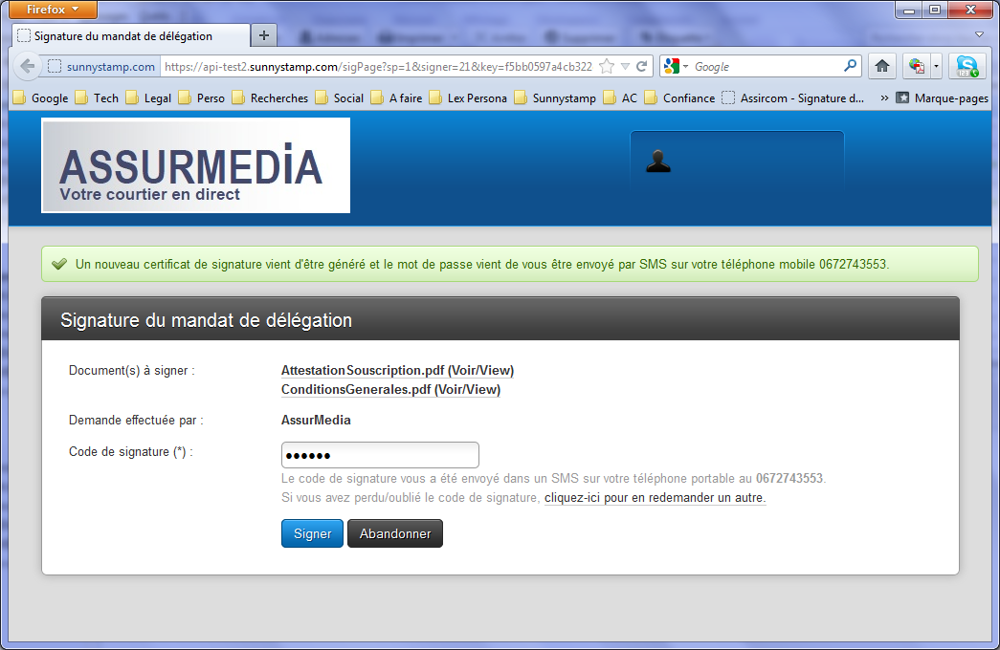 Firefox
Signature du mandat de délégation
sunnystamp.com https://api-test2.sunnystamp.com/sigPage?sp=1&signer=21&key=f5bb0597a4cb322 Google
Google Tech Legal Perso Recherches Social A faire Lex Persona Sunnystamp AC Confiance Assircom - Signature d... » Marque-pages
ASSURMEDiA
Votre courtier en direct
Un nouveau certificat de signature vient d'être généré et le mot de passe vient de vous être envoyé par SMS sur votre téléphone mobile 0672743553.
Signature du mandat de délégation
Document(s) à signer : AttestationSouscription.pdf (Voir/View)
ConditionsGenerales.pdf (Voir/View)
Demande effectuée par : AssurMedia
Code de signature (*) : ••••••
Le code de signature vous a été envoyé dans un SMS sur votre téléphone portable au 0672743553.
Si vous avez perdu/oublié le code de signature, cliquez-ici pour en redemander un autre.
Signer Abandonner